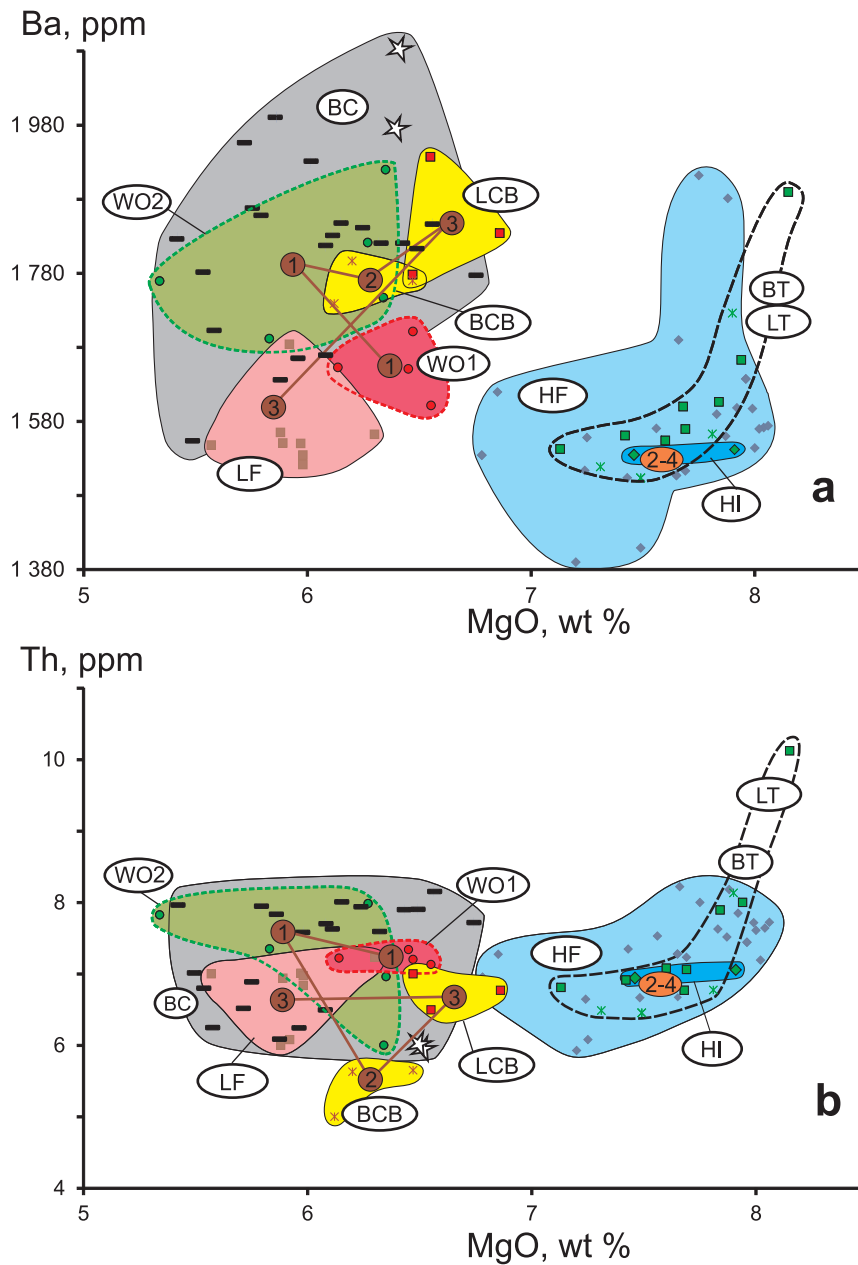 Ba, ppm
BC
1 980
WO2
LCB
3
1
2
1 780
BT
BCB
LT
WO1
1
3
HF
1 580
2-4
a
LF
HI
1 380
5
6
7
8
MgO, wt %
Th, ppm
10
LT
WO2
WO1
BT
8
1
1
HF
BC
3
3
2-4
HI
6
LF
2
LCB
BCB
b
4
5
6
7
8
MgO, wt %